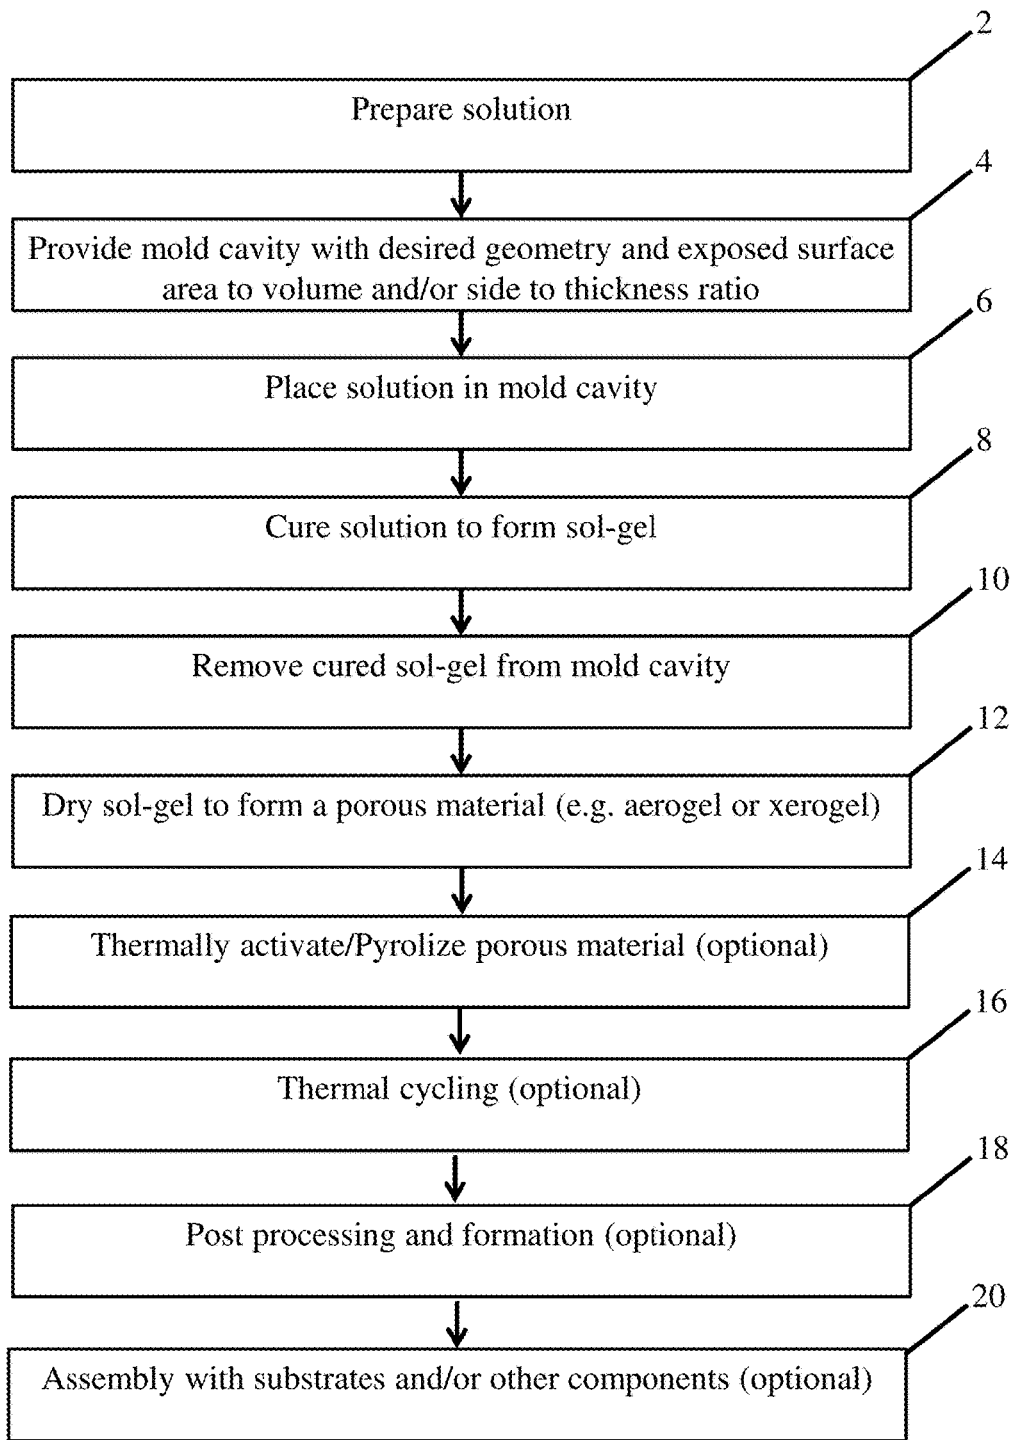 2
Prepare solution
4
Provide mold cavity with desired geometry and exposed surface
area to volume and/or side to thickness ratio
6
Place solution in mold cavity
8
Cure solution to form sol-gel
10
Remove cured sol-gel from mold cavity
12
Dry sol-gel to form a porous material (e.g. aerogel or xerogel)
14
Thermally activate/Pyrolize porous material (optional)
16
Thermal cycling (optional)
18
Post processing and formation (optional)
20
Assembly with substrates and/or other components (optional)